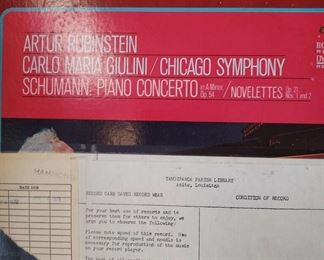 ARTUR RUBINSTEIN
CARLO MARIA GIULINI / CHICAGO SYMPHONY
SCHUMANN: PIANO CONCERTO in A Minor, Op. 54 / NOVELETTES Op. 21, Nos. 1 and 2
HAMMOND
DATE DUE
TANGIPAHOA PARISH LIBRARY
Amite, Louisiana
RECORD CARE SAVES RECORD WEAR
CONDITION OF RECORD
For your best use of records and to
preserve them for others to enjoy, we
urge you to observe the following:
Please note speed of this record. Use
of corresponding speed and needle is
necessary for reproduction of the music
on your record player.